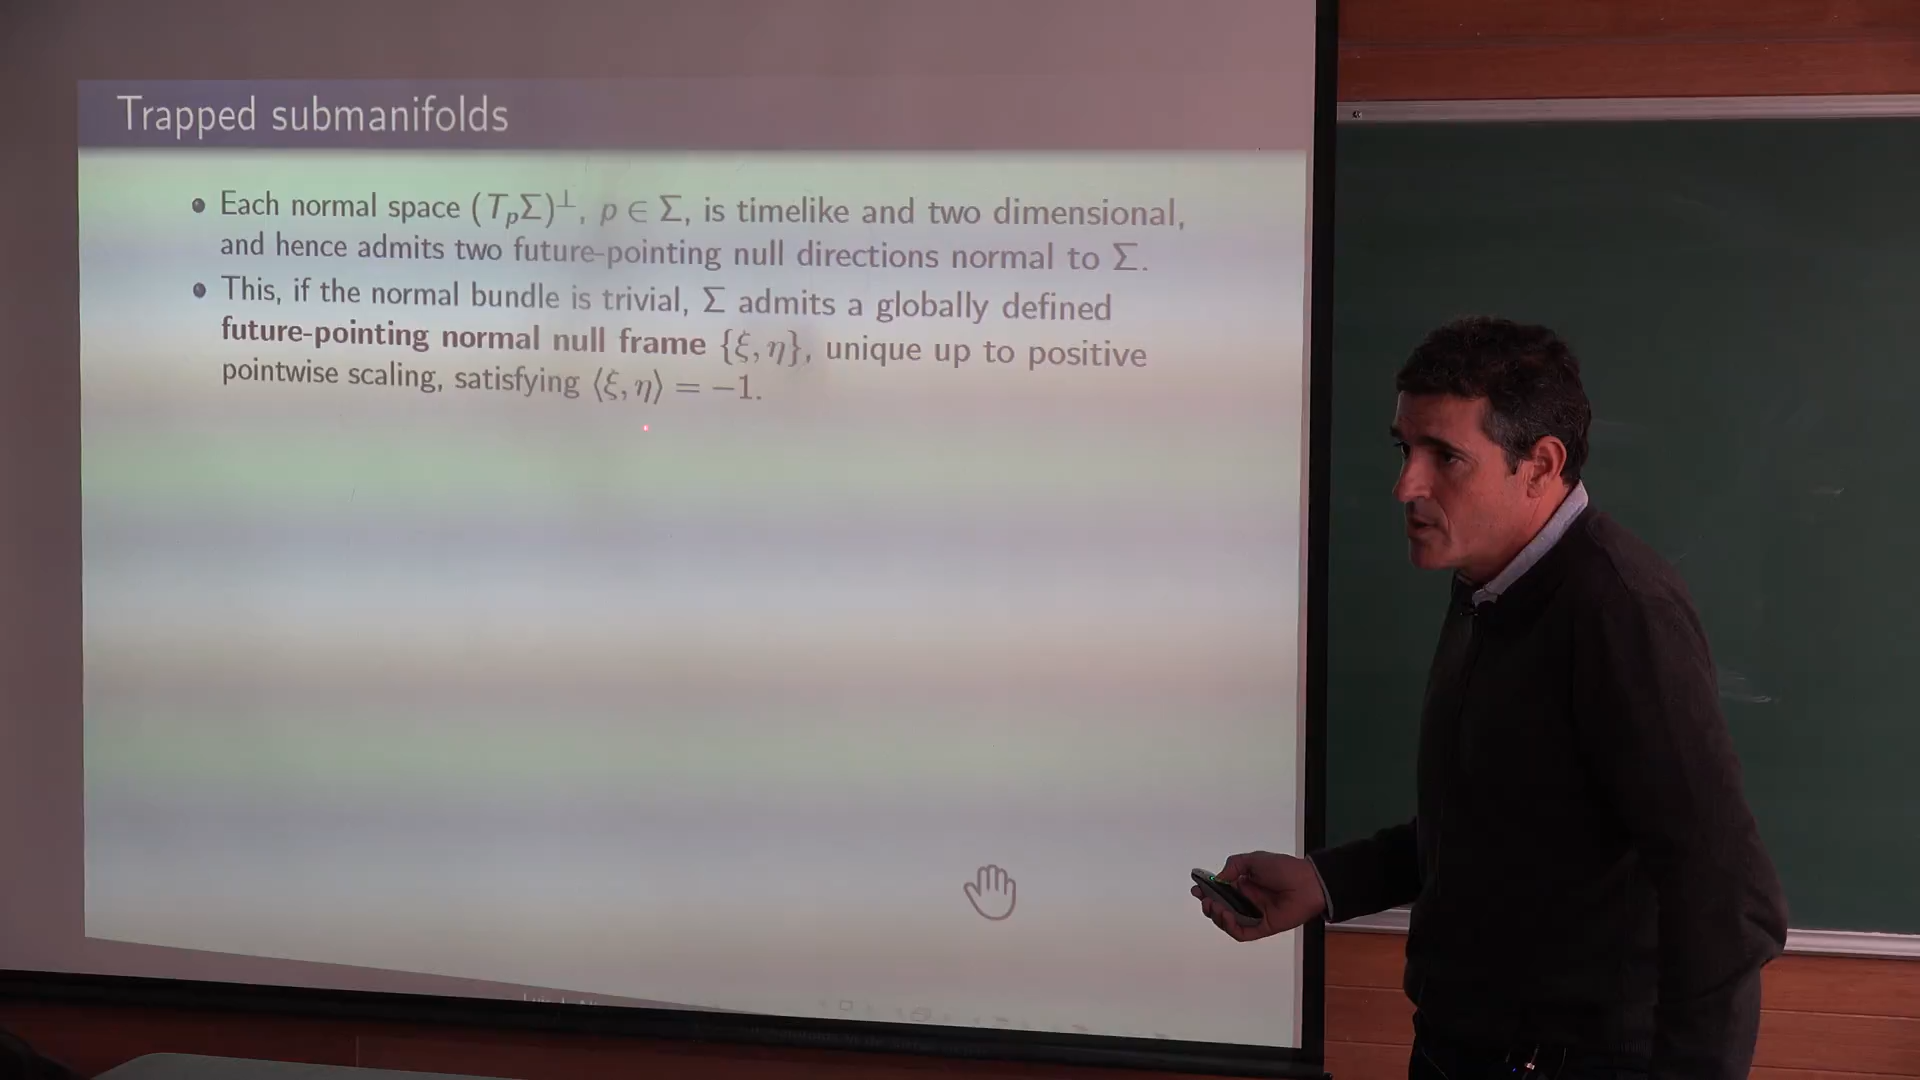 Trapped submanifolds
• Each normal space (TₚΣ)⊥, p ∈ Σ, is timelike and two dimensional,
and hence admits two future-pointing null directions normal to Σ.
• This, if the normal bundle is trivial, Σ admits a globally defined
future-pointing normal null frame {ξ, η}, unique up to positive
pointwise scaling, satisfying ⟨ξ, η⟩ = −1.